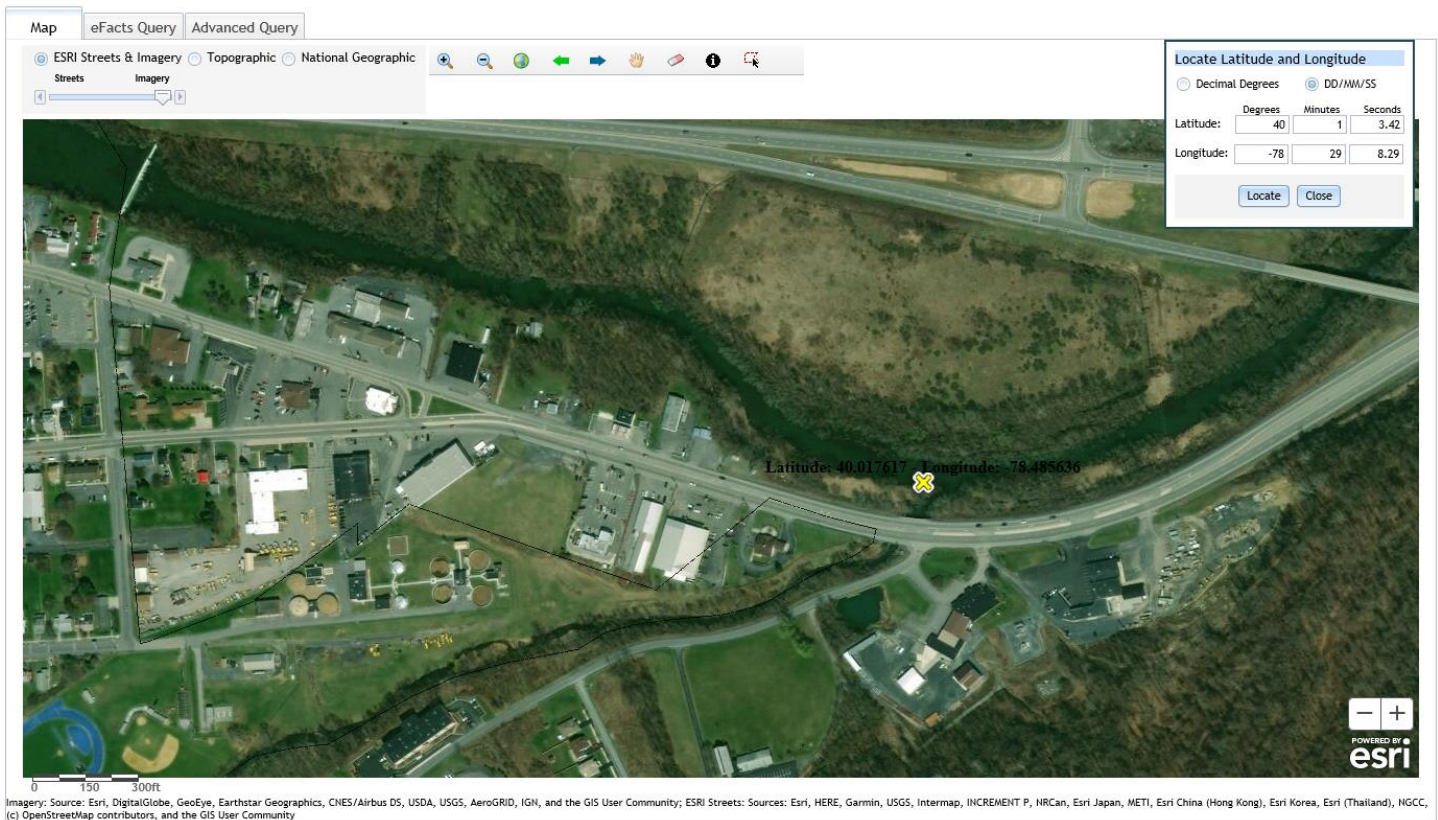 Map eFacts Query Advanced Query
ESRI Streets & Imagery Topographic National Geographic
Streets Imagery
Locate Latitude and Longitude
Decimal Degrees DD/MM/SS
Degrees Minutes Seconds
Latitude: 40 1 3.42
Longitude: -78 29 8.29
Locate Close
Latitude: 40.017617 Longitude: -78.485636
POWERED BY
esri
0 150 300ft
Imagery: Source: Esri, DigitalGlobe, GeoEye, Earthstar Geographics, CNES/Airbus DS, USDA, USGS, AeroGRID, IGN, and the GIS User Community; ESRI Streets: Sources: Esri, HERE, Garmin, USGS, Intermap, INCREMENT P, NRCan, Esri Japan, METI, Esri China (Hong Kong), Esri Korea, Esri (Thailand), NGCC,
(c) OpenStreetMap contributors, and the GIS User Community